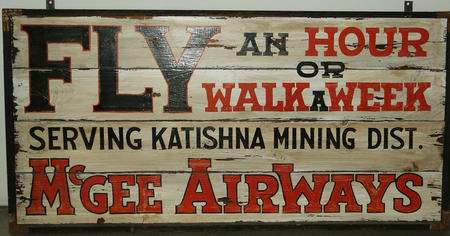 FLY AN HOUR
OR
WALK A WEEK
SERVING KATISHNA MINING DIST.
McGEE AIRWAYS